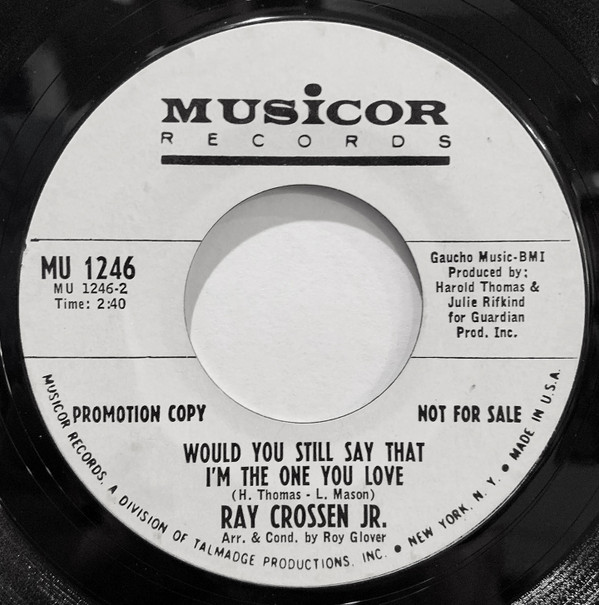 MUSiCOR
RECORDS
MU 1246
MU 1246-2
Time: 2:40
Gaucho Music-BMI
Produced by:
Harold Thomas &
Julie Rifkind
for Guardian
Prod. Inc.
PROMOTION COPY
NOT FOR SALE
WOULD YOU STILL SAY THAT
I'M THE ONE YOU LOVE
(H. Thomas - L. Mason)
RAY CROSSEN JR.
Arr. & Cond. by Roy Glover
MUSICOR RECORDS, A DIVISION OF TALMADGE PRODUCTIONS, INC. ● NEW YORK, N. Y. ● MADE IN U.S.A.